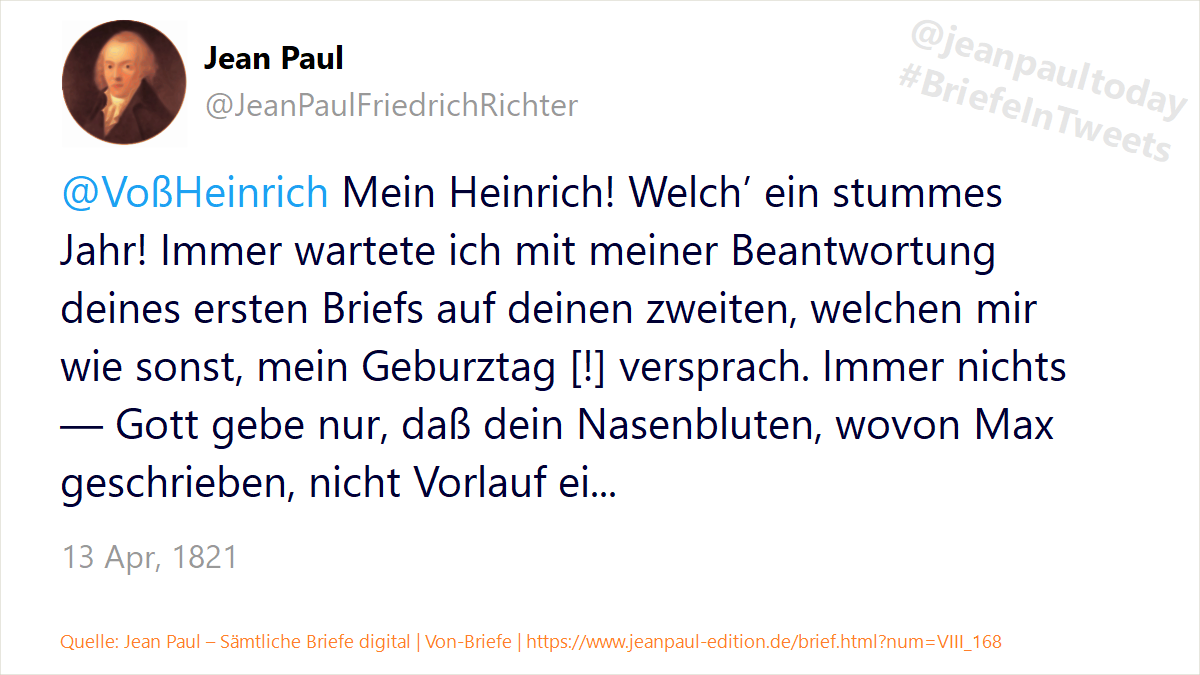 @jeanpaultoday
#BriefeInTweets
Jean Paul
@JeanPaulFriedrichRichter
@VoßHeinrich Mein Heinrich! Welch’ ein stummes
Jahr! Immer wartete ich mit meiner Beantwortung
deines ersten Briefs auf deinen zweiten, welchen mir
wie sonst, mein Geburztag [!] versprach. Immer nichts
— Gott gebe nur, daß dein Nasenbluten, wovon Max
geschrieben, nicht Vorlauf ei...
13 Apr, 1821
Quelle: Jean Paul – Sämtliche Briefe digital | Von-Briefe | https://www.jeanpaul-edition.de/brief.html?num=VIII_168